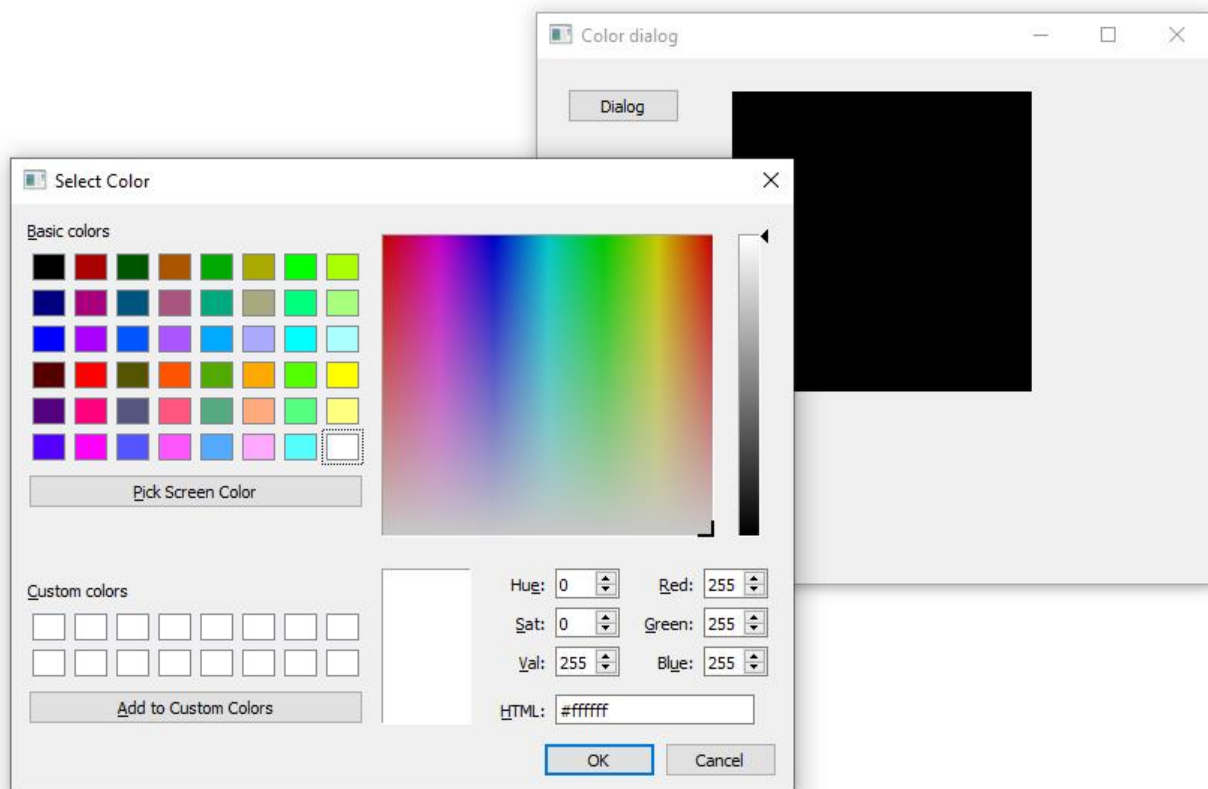 Color dialog
Dialog
Select Color
Basic colors
Pick Screen Color
Custom colors
Add to Custom Colors
Hue: 0 Red: 255
Sat: 0 Green: 255
Val: 255 Blue: 255
HTML: #ffffff
OK Cancel